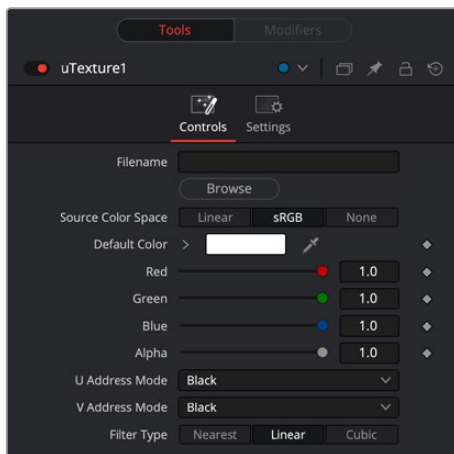 Tools Modifiers
uTexture1
Controls Settings
Filename
Browse
Source Color Space Linear sRGB None
Default Color
Red 1.0
Green 1.0
Blue 1.0
Alpha 1.0
U Address Mode Black
V Address Mode Black
Filter Type Nearest Linear Cubic